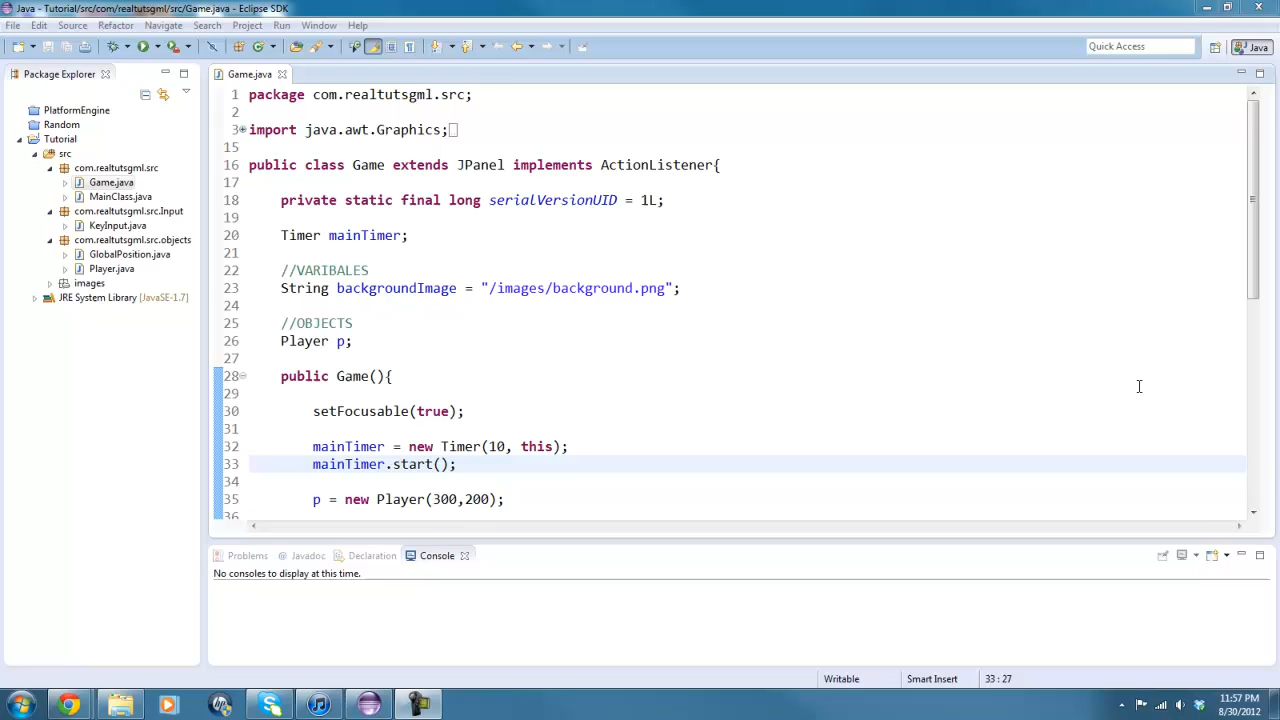 Java - Tutorial/src/com/realtutsgml/src/Game.java - Eclipse SDK
File Edit Source Refactor Navigate Search Project Run Window Help
Quick Access
Java
Package Explorer
PlatformEngine
Random
Tutorial
src
com.realtutsgml.src
Game.java
MainClass.java
com.realtutsgml.src.Input
KeyInput.java
com.realtutsgml.src.objects
GlobalPosition.java
Player.java
images
JRE System Library [JavaSE-1.7]
Game.java
1 package com.realtutsgml.src;
2
3 import java.awt.Graphics;
15
16 public class Game extends JPanel implements ActionListener{
17
18 private static final long serialVersionUID = 1L;
19
20 Timer mainTimer;
21
22 //VARIBALES
23 String backgroundImage = "/images/background.png";
24
25 //OBJECTS
26 Player p;
27
28 public Game(){
29
30 setFocusable(true);
31
32 mainTimer = new Timer(10, this);
33 mainTimer.start();
34
35 p = new Player(300,200);
36
Problems @ Javadoc Declaration Console
No consoles to display at this time.
Writable Smart Insert 33 : 27
11:57 PM
8/30/2012